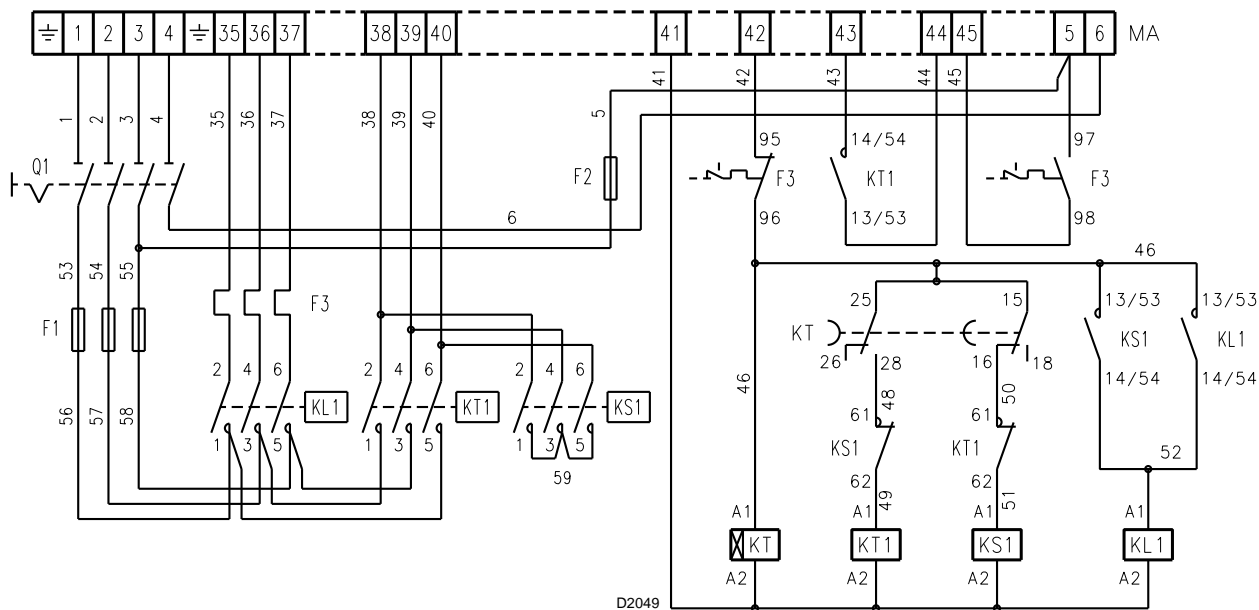 1 2 3 4 35 36 37 38 39 40 41 42 43 44 45 5 6 MA
1 2 3 4 35 36 37 38 39 40 5 41 42 43 44 45
95 14/54 97
Q1 F2 F3 KT1 F3
96 13/53 98
6
46
53 54 55
25 15 13/53 13/53
F1 F3 KT KS1 KL1
26 28 16 18
2 4 6 2 4 6 2 4 6 46 48 50 14/54 14/54
KL1 KT1 KS1
56 57 58 61 61
1 3 5 1 3 5 1 3 5
KS1 KT1 52
59
62 62
49 51
A1 A1 A1 A1
KT KT1 KS1 KL1
A2 A2 A2 A2
D2049